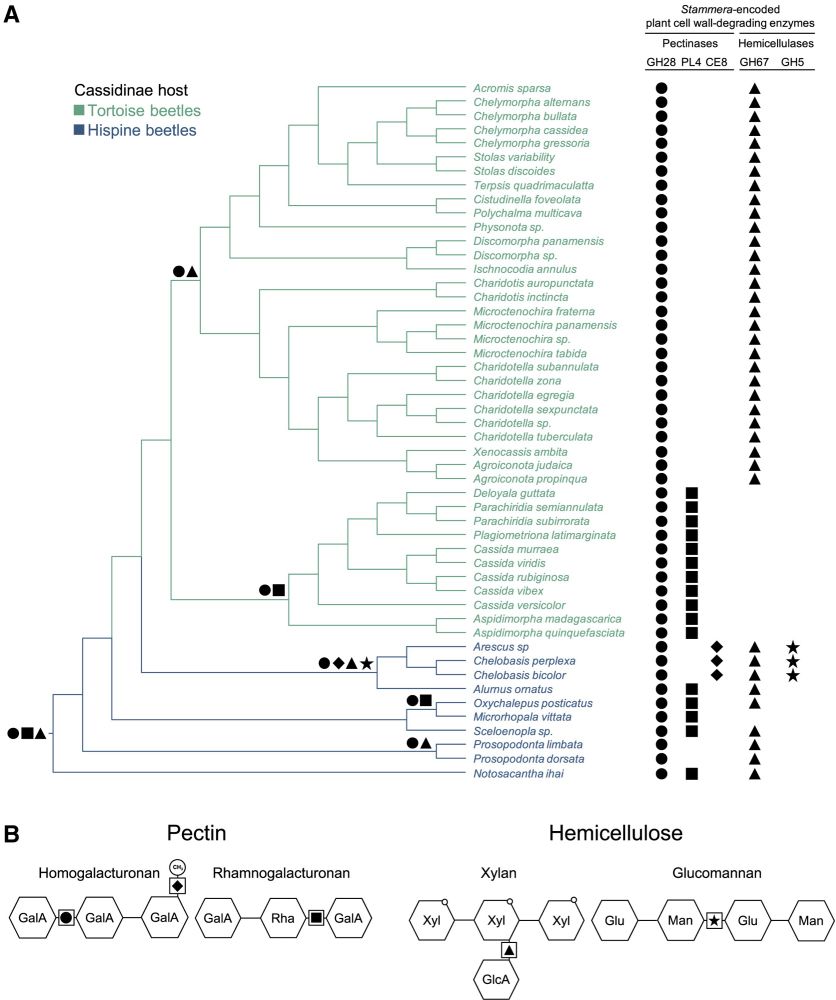 A
Stammera-encoded
plant cell wall-degrading enzymes
Pectinases Hemicellulases
GH28 PL4 CE8 GH67 GH5
Cassidinae host
Tortoise beetles
Hispine beetles
Acromis sparsa
Chelymorpha alternans
Chelymorpha bullata
Chelymorpha cassidea
Chelymorpha gressoria
Stolas variability
Stolas discoides
Terpsis quadrimaculatta
Cistudinella foveolata
Polychalma multicava
Physonota sp.
Discomorpha panamensis
Discomorpha sp.
Ischnocodia annulus
Charidotis auropunctata
Charidotis inctincta
Microctenochira fraterna
Microctenochira panamensis
Microctenochira sp.
Microctenochira tabida
Charidotella subannulata
Charidotella zona
Charidotella egregia
Charidotella sexpunctata
Charidotella sp.
Charidotella tuberculata
Xenocassis ambita
Agroiconota judaica
Agroiconota propinqua
Deloyala guttata
Parachiridia semiannulata
Parachiridia subirrorata
Plagiometriona latimarginata
Cassida murraea
Cassida viridis
Cassida rubiginosa
Cassida vibex
Cassida versicolor
Aspidimorpha madagascarica
Aspidimorpha quinquefasciata
Arescus sp
Chelobasis perplexa
Chelobasis bicolor
Alurnus ornatus
Oxychalepus posticatus
Microrhopala vittata
Sceloenopla sp.
Prosopodonta limbata
Prosopodonta dorsata
Notosacantha ihai
B
Pectin Hemicellulose
Homogalacturonan Rhamnogalacturonan Xylan Glucomannan
CH₃
GalA GalA GalA GalA Rha GalA Xyl Xyl Xyl Glu Man Glu Man
GlcA